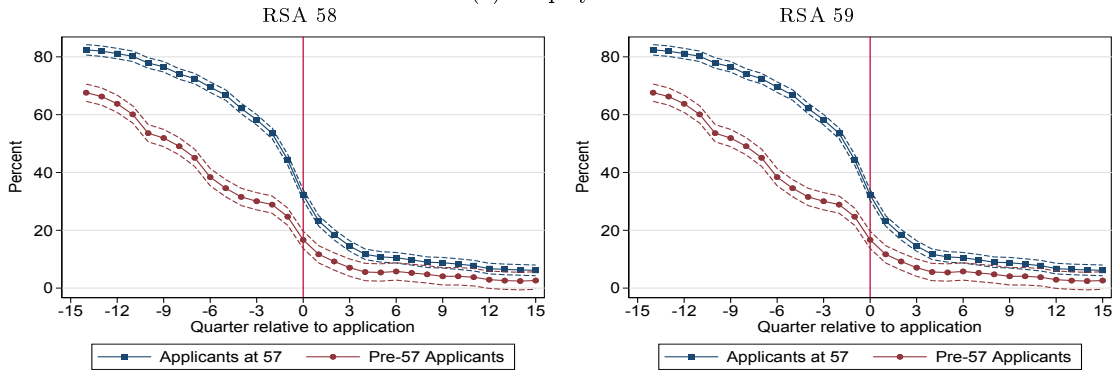 RSA 58
RSA 59
Percent
80
60
40
20
0
-15 -12 -9 -6 -3 0 3 6 9 12 15
Quarter relative to application
Applicants at 57 Pre-57 Applicants
Percent
80
60
40
20
0
-15 -12 -9 -6 -3 0 3 6 9 12 15
Quarter relative to application
Applicants at 57 Pre-57 Applicants